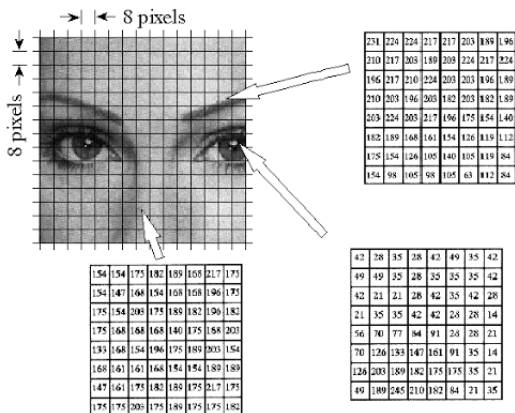 8 pixels
8 pixels
231 224 224 217 217 203 189 196
210 217 203 189 203 224 217 224
196 217 210 224 203 203 196 189
210 203 196 203 182 203 182 189
203 224 203 217 196 175 154 140
182 189 168 161 154 126 119 112
175 154 126 105 140 105 119 84
154 98 105 98 105 63 112 84
42 28 35 28 42 49 35 42
49 49 35 28 35 35 35 42
42 21 21 28 42 35 42 28
21 35 35 42 42 28 28 14
56 70 77 84 91 28 28 21
70 126 133 147 161 91 35 14
126 203 189 182 175 175 35 21
49 189 245 210 182 84 21 35
154 154 175 182 189 168 217 175
154 147 168 154 168 168 196 175
175 154 203 175 189 182 196 182
175 168 168 168 140 175 168 203
133 168 154 196 175 189 203 154
168 161 161 168 154 154 189 189
147 161 175 182 189 175 217 175
175 175 203 175 189 175 175 182